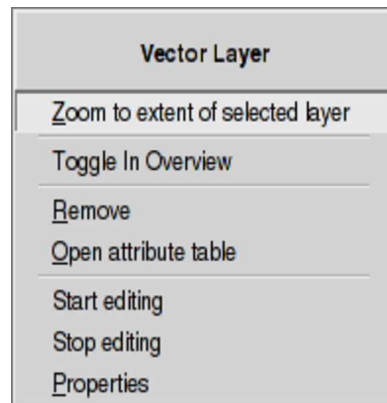 Vector Layer
Zoom to extent of selected layer
Toggle In Overview
Remove
Open attribute table
Start editing
Stop editing
Properties